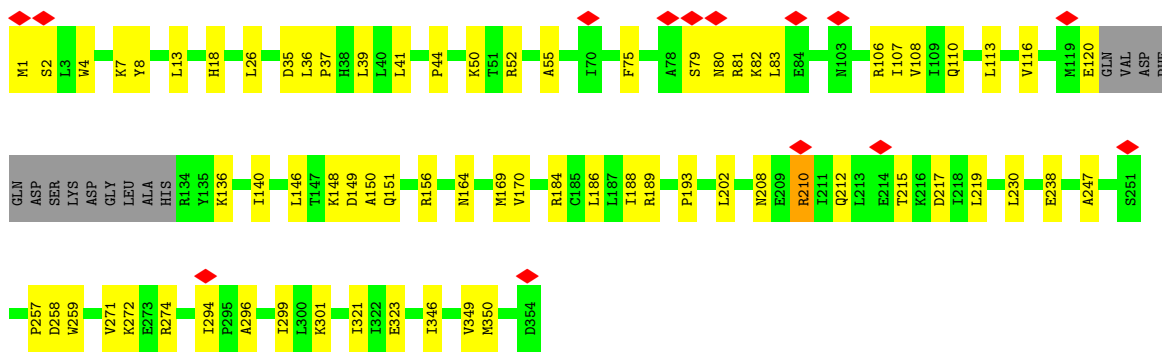 M1 S2 L3 W4 K7 Y8 L13 H18 L26 D35 L36 P37 H38 L39 L40 L41 P44 K50 T51 R52 A55 I70 F75 A78 S79 N80 R81 K82 L83 E84 N103 R106 I107 V108 I109 Q110 L113 V116 M119 E120 GLN VAL ASP
GLN ASP SER LYS ASP GLY LEU ALA HIS R134 Y135 K136 I140 L146 T147 K148 D149 A150 Q151 R156 N164 M169 V170 R184 C185 L186 L187 I188 R189 P193 L202 N208 E209 R210 I211 Q212 L213 E214 T215 K216 D217 I218 L219 L230 E238 A247 S251
P257 D258 W259 V271 K272 E273 R274 I294 P295 A296 I299 L300 K301 I321 I322 E323 I346 V349 M350 D354